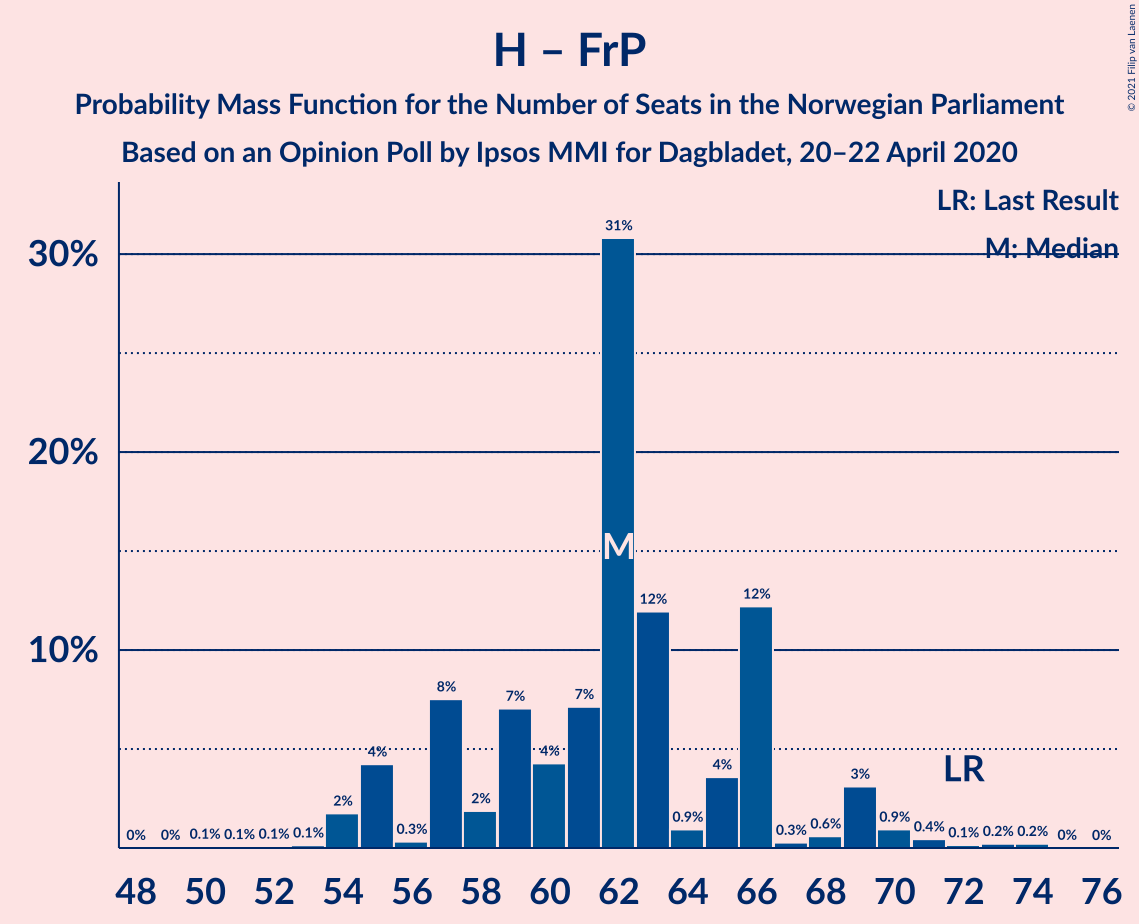 © 2021 Filip van Laenen
H – FrP
Probability Mass Function for the Number of Seats in the Norwegian Parliament
Based on an Opinion Poll by Ipsos MMI for Dagbladet, 20–22 April 2020
LR: Last Result
M: Median
30%
20%
10%
0% 0% 0.1% 0.1% 0.1% 0.1% 2% 4% 0.3% 8% 2% 7% 4% 7% 31% 12% 0.9% 4% 12% 0.3% 0.6% 3% 0.9% 0.4% 0.1% 0.2% 0.2% 0% 0%
M
LR
48 50 52 54 56 58 60 62 64 66 68 70 72 74 76